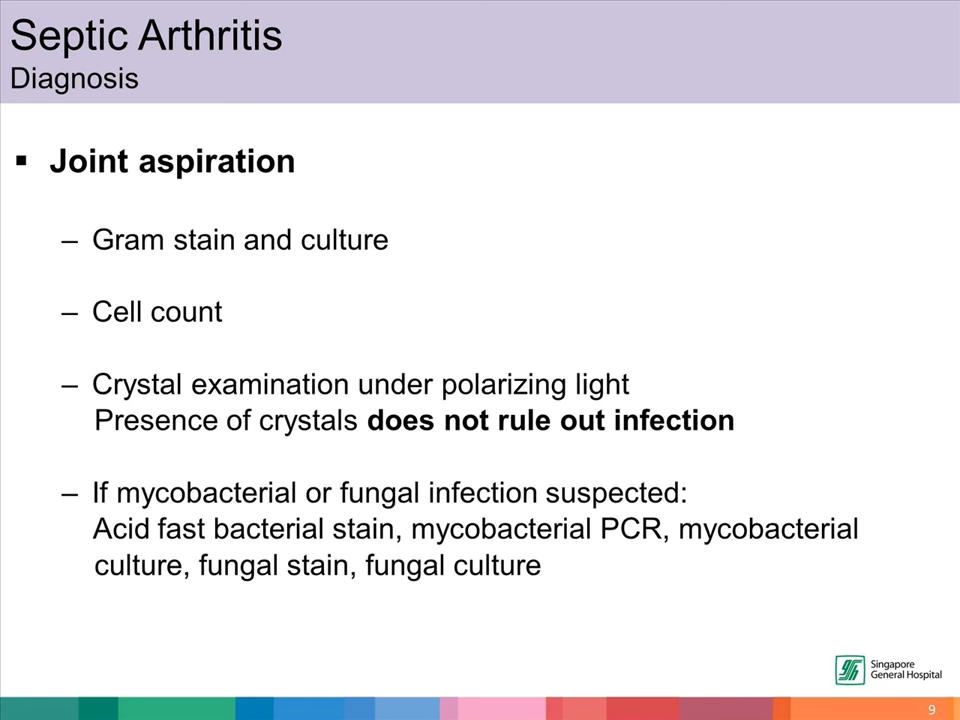 Septic Arthritis
Diagnosis
▪ Joint aspiration
– Gram stain and culture
– Cell count
– Crystal examination under polarizing light
Presence of crystals does not rule out infection
– If mycobacterial or fungal infection suspected:
Acid fast bacterial stain, mycobacterial PCR, mycobacterial
culture, fungal stain, fungal culture
Singapore
General Hospital
9